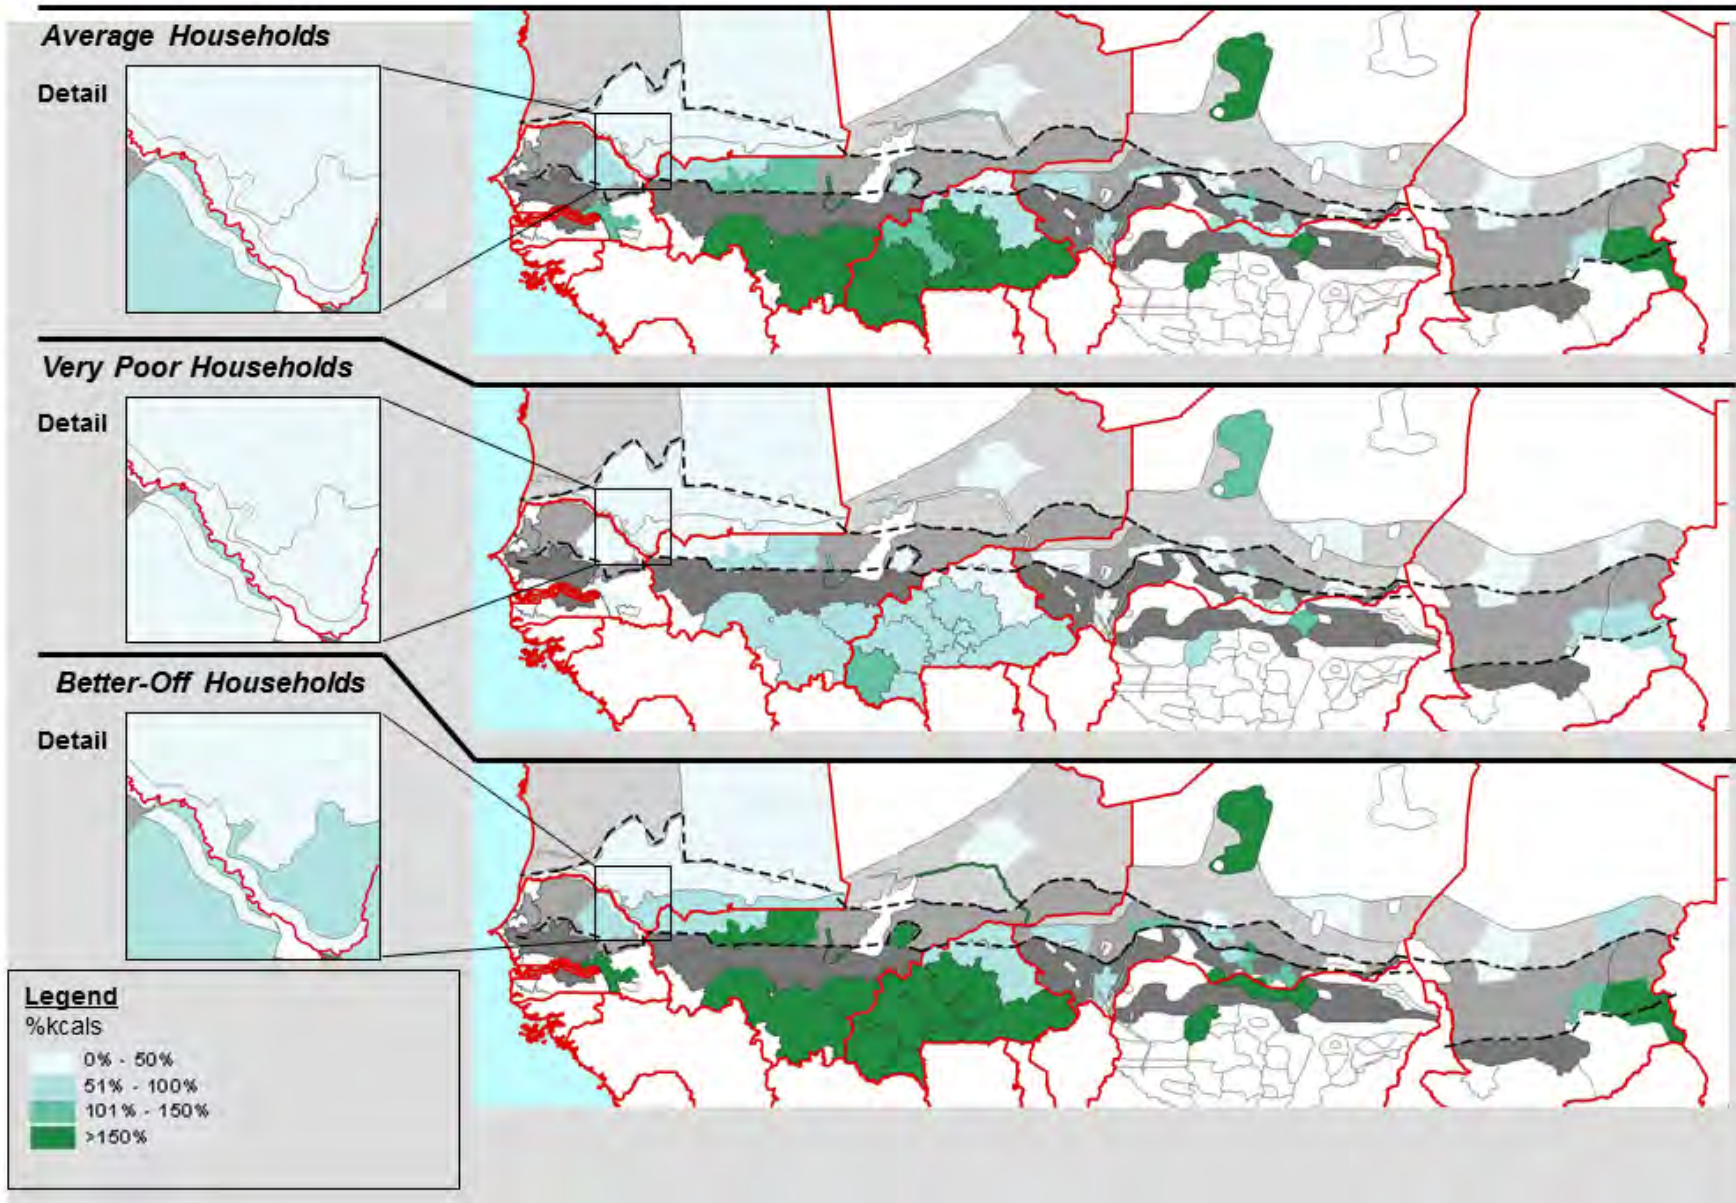 Average Households
Detail
Very Poor Households
Detail
Better-Off Households
Detail
Legend
%kcals
0% - 50%
51% - 100%
101% - 150%
>150%